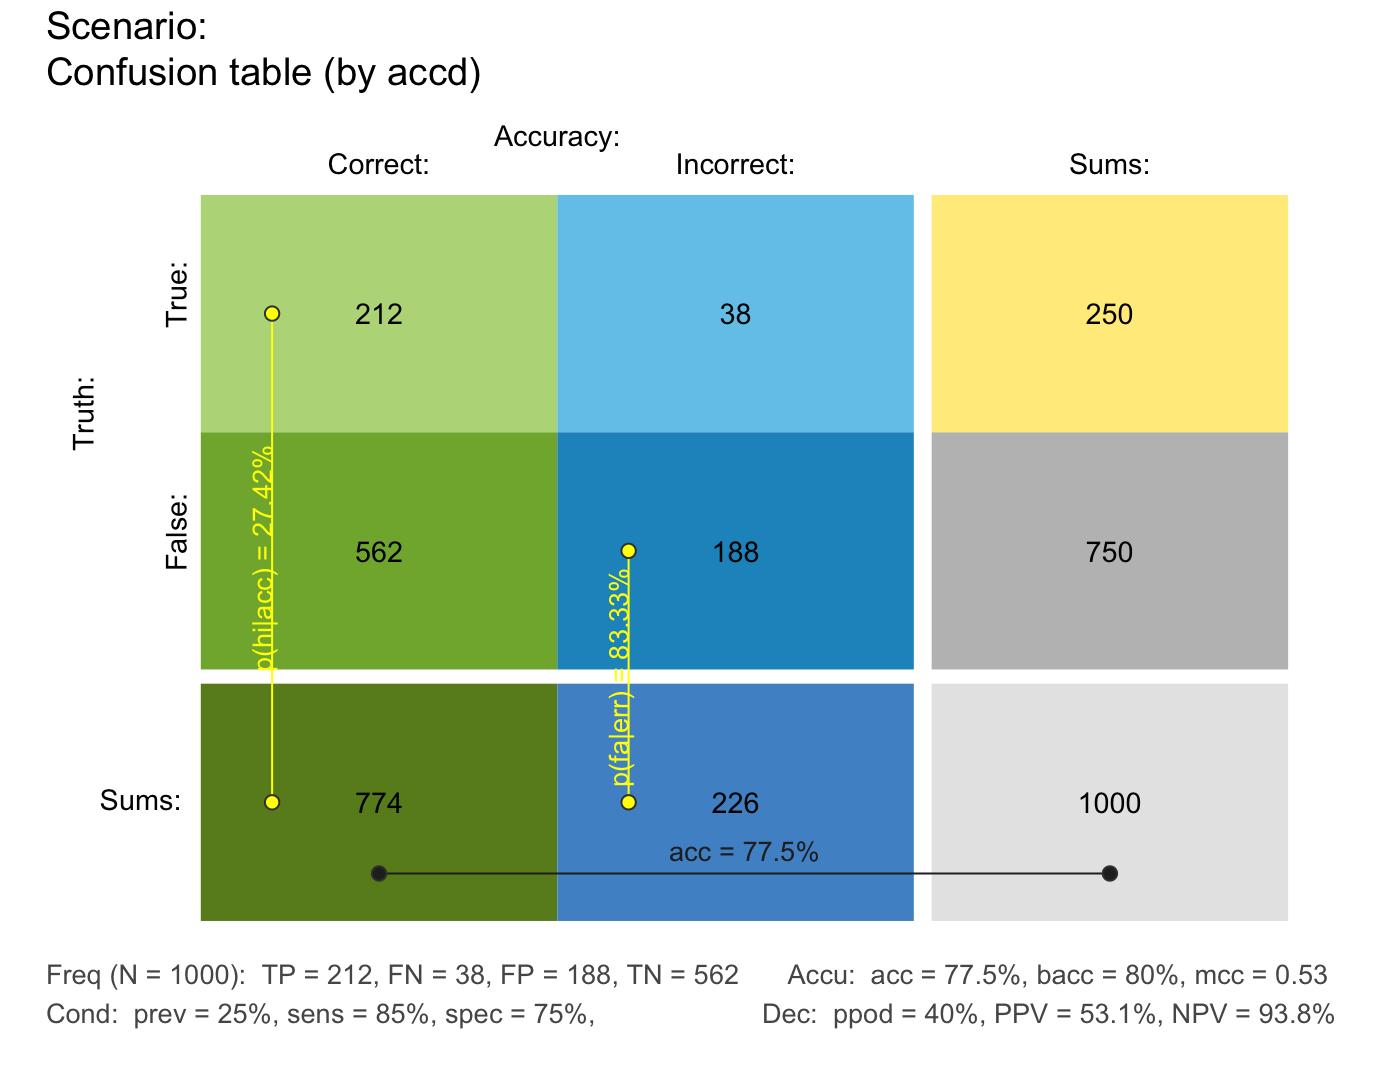 Scenario:
Confusion table (by accd)
Accuracy:
Correct: Incorrect: Sums:
Truth:
True:
212 38 250
False:
562 188 750
p(hi|acc) = 27.42%
p(fa|err) = 83.33%
Sums:
774 226 1000
acc = 77.5%
Freq (N = 1000): TP = 212, FN = 38, FP = 188, TN = 562 Accu: acc = 77.5%, bacc = 80%, mcc = 0.53
Cond: prev = 25%, sens = 85%, spec = 75%, Dec: ppod = 40%, PPV = 53.1%, NPV = 93.8%